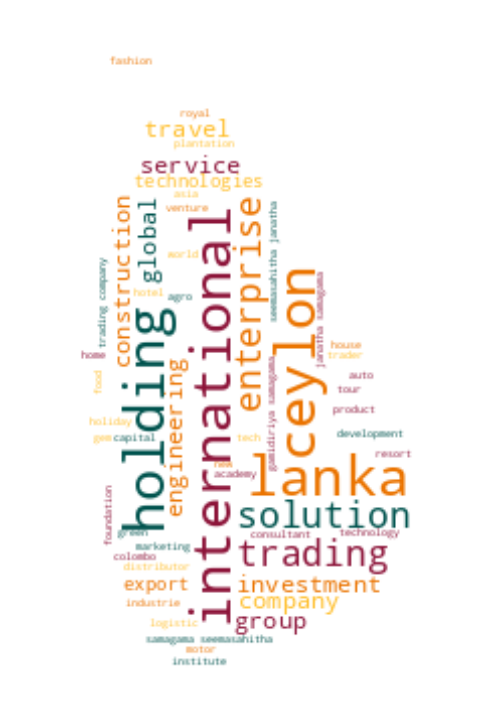 fashion
royal
travel
plantation
service
technologies
asia
venture
construction
global
international
enterprise
seemasahitha janatha
world
trading company
hotel
agro
holding
ceylon
janatha samagama
home
house
trader
food
engineering
gamidiriya samagama
auto
tour
product
holiday
gem
capital
tech
development
new
academy
lanka
resort
foundation
solution
green
consultant
technology
marketing
colombo
trading
distributor
export
investment
industrie
company
logistic
group
samagama seemasahitha
motor
institute